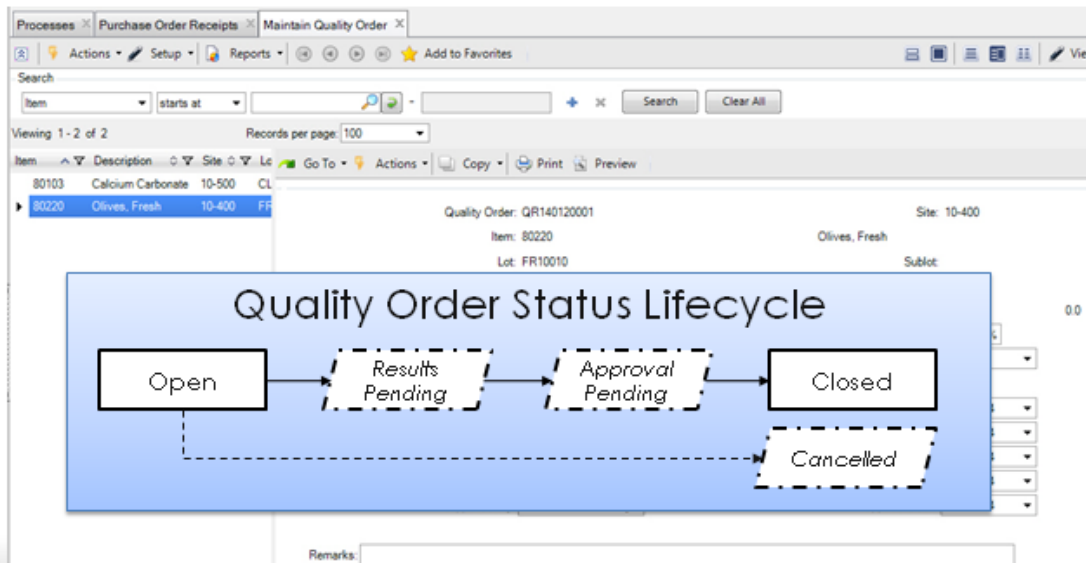 Processes Purchase Order Receipts Maintain Quality Order
Actions Setup Reports Add to Favorites
Search
Item starts at - Search Clear All
Viewing 1 - 2 of 2 Records per page: 100
Item Description Site Go To Actions Copy Print Preview
80103 Calcium Carbonate 10-500 CL
80220 Olives, Fresh 10-400 FR
Quality Order: QR140120001 Site: 10-400
Item: 80220 Olives, Fresh
Lot: FR10010 Sublot:
0.0
Quality Order Status Lifecycle
Open
Results
Pending
Approval
Pending
Closed
Cancelled
Remarks: